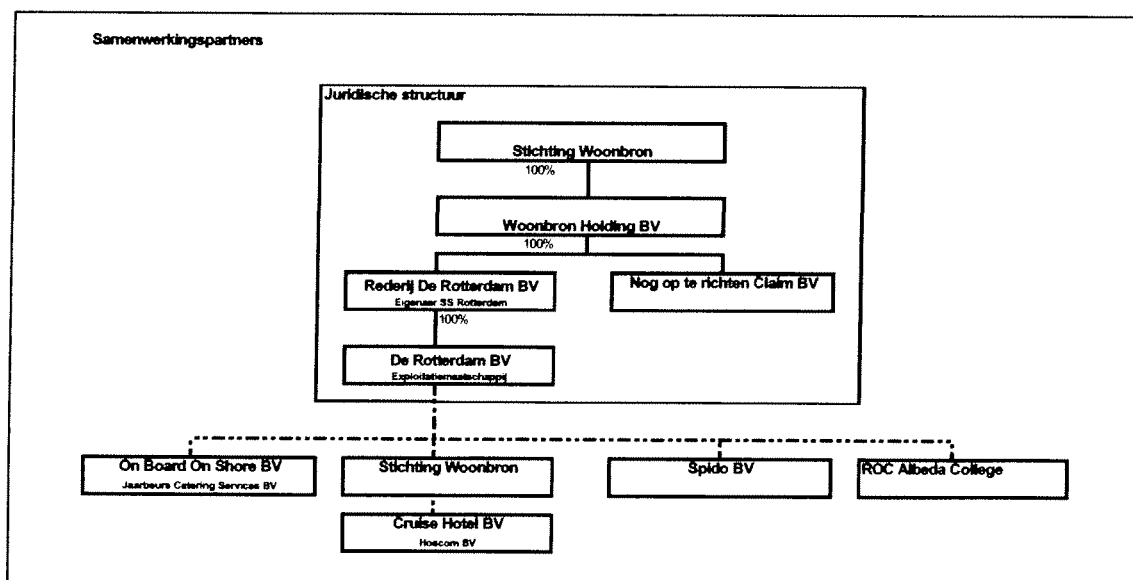 Samenwerkingspartners
Juridische structuur
Stichting Woonbron
100%
Woonbron Holding BV
100%
Rederij De Rotterdam BV
Eigenaar SS Rotterdam
Nog op te richten Claim BV
100%
De Rotterdam BV
Exploitatiemaatschappij
On Board On Shore BV
Jaarbeurs Catering Services BV
Stichting Woonbron
Spido BV
ROC Albeda College
Cruise Hotel BV
Hoscom BV